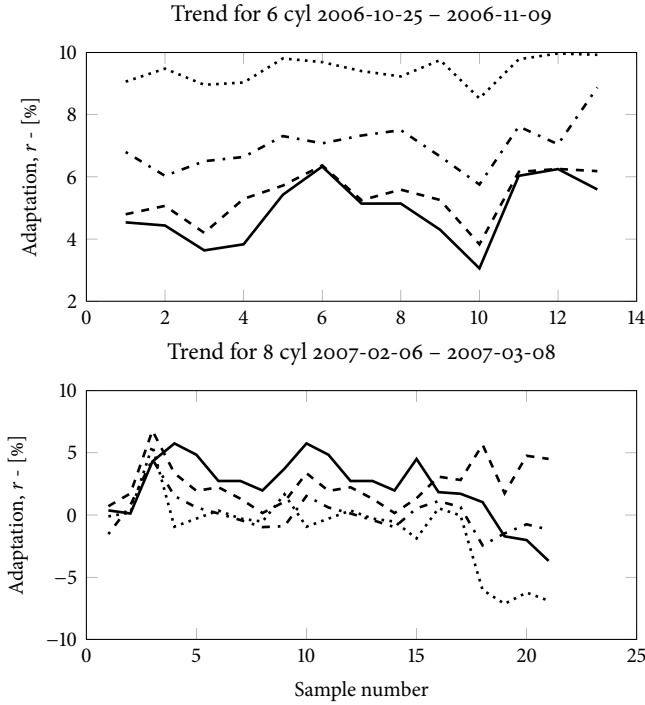 Trend for 6 cyl 2006-10-25 – 2006-11-09
10
8
6
4
2
Adaptation, r - [%]
0 2 4 6 8 10 12 14
Trend for 8 cyl 2007-02-06 – 2007-03-08
10
5
0
−5
−10
Adaptation, r - [%]
0 5 10 15 20 25
Sample number